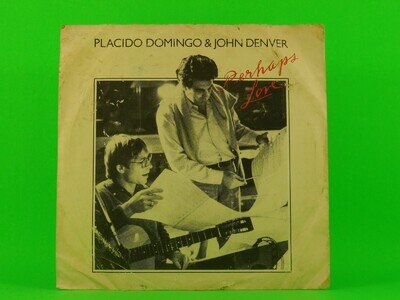 PLACIDO DOMINGO & JOHN DENVER
Perhaps
Love